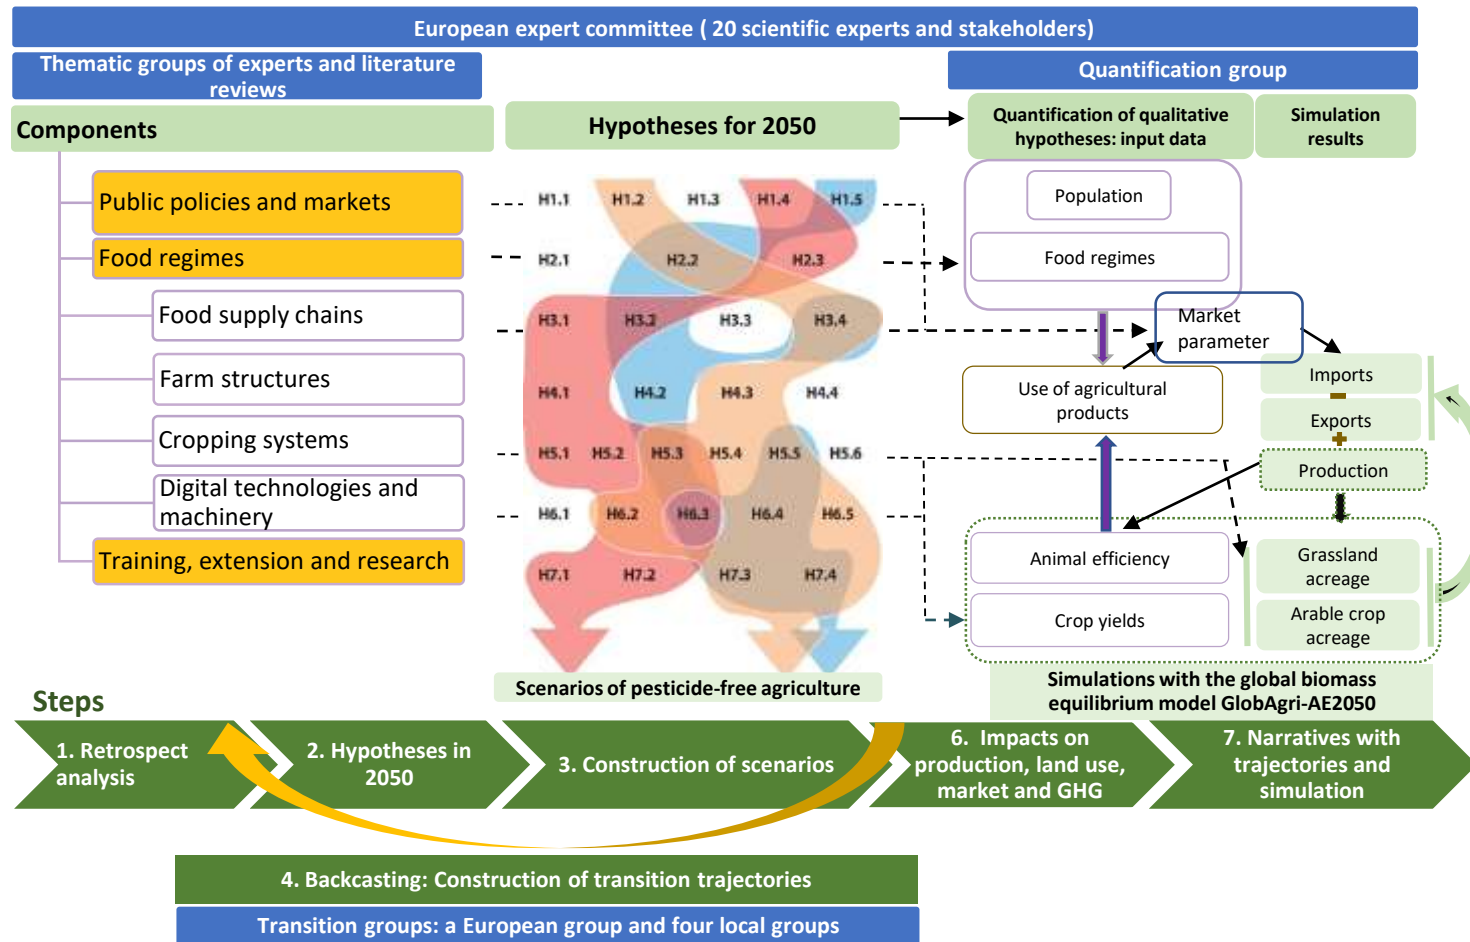 European expert committee ( 20 scientific experts and stakeholders)
Thematic groups of experts and literature
reviews
Quantification group
Components
Hypotheses for 2050
Quantification of qualitative
hypotheses: input data
Simulation
results
Public policies and markets
Food regimes
Food supply chains
Farm structures
Cropping systems
Digital technologies and
machinery
Training, extension and research
H1.1 H1.2 H1.3 H1.4 H1.5
H2.1 H2.2 H2.3
H3.1 H3.2 H3.3 H3.4
H4.1 H4.2 H4.3 H4.4
H5.1 H5.2 H5.3 H5.4 H5.5 H5.6
H6.1 H6.2 H6.3 H6.4 H6.5
H7.1 H7.2 H7.3 H7.4
Scenarios of pesticide-free agriculture
Population
Food regimes
Market
parameter
Use of agricultural
products
Imports
Exports
Production
Animal efficiency
Crop yields
Grassland
acreage
Arable crop
acreage
Simulations with the global biomass
equilibrium model GlobAgri-AE2050
Steps
1. Retrospect
analysis
2. Hypotheses in
2050
3. Construction of scenarios
6. Impacts on
production, land use,
market and GHG
7. Narratives with
trajectories and
simulation
4. Backcasting: Construction of transition trajectories
Transition groups: a European group and four local groups